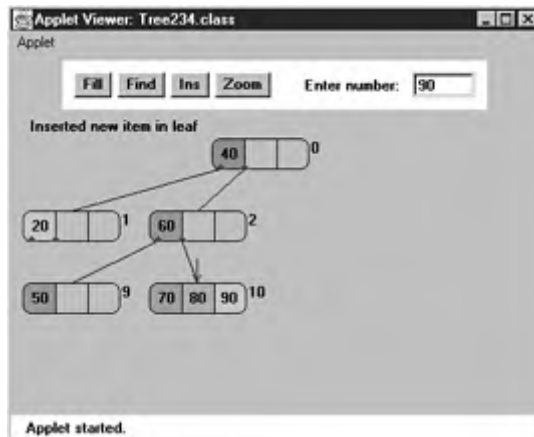 Applet Viewer: Tree234.class
Applet
Fill Find Ins Zoom Enter number: 90
Inserted new item in leaf
40 0
20 1 60 2
50 9 70 80 90 10
Applet started.